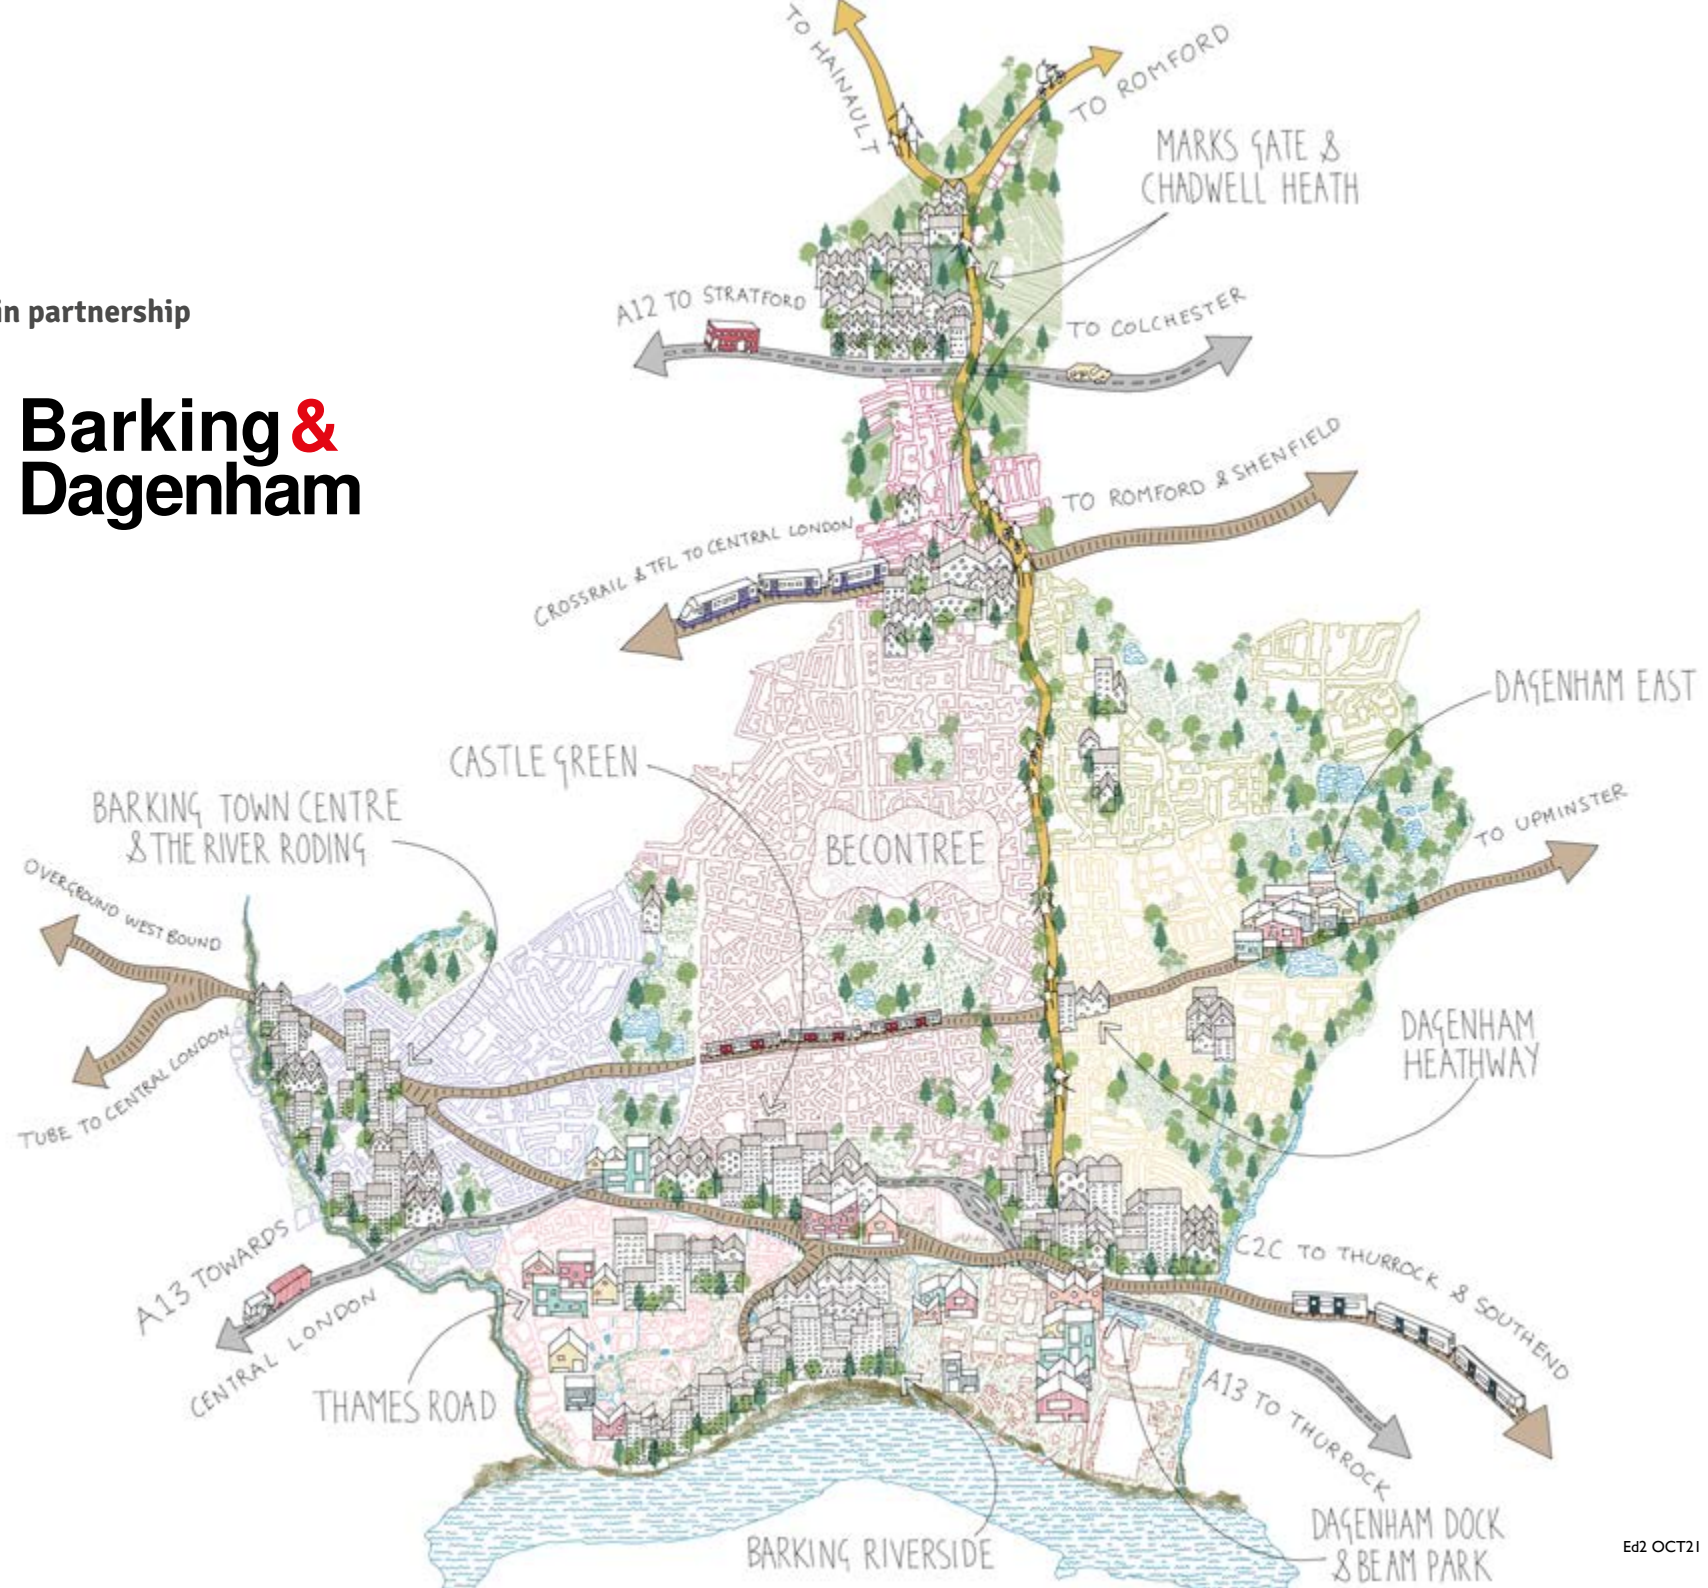 TO HAINAULT
TO ROMFORD
MARKS GATE &
CHADWELL HEATH
in partnership
A12 TO STRATFORD
TO COLCHESTER
Barking &
Dagenham
TO ROMFORD & SHENFIELD
CROSSRAIL & TFL TO CENTRAL LONDON
DAGENHAM EAST
CASTLE GREEN
BARKING TOWN CENTRE
& THE RIVER RODING
BECONTREE
TO UPMINSTER
OVERGROUND WEST BOUND
TUBE TO CENTRAL LONDON
DAGENHAM
HEATHWAY
A13 TOWARDS
CENTRAL LONDON
C2C TO THURROCK & SOUTHEND
THAMES ROAD
A13 TO THURROCK
BARKING RIVERSIDE
DAGENHAM DOCK
& BEAM PARK
Ed2 OCT21